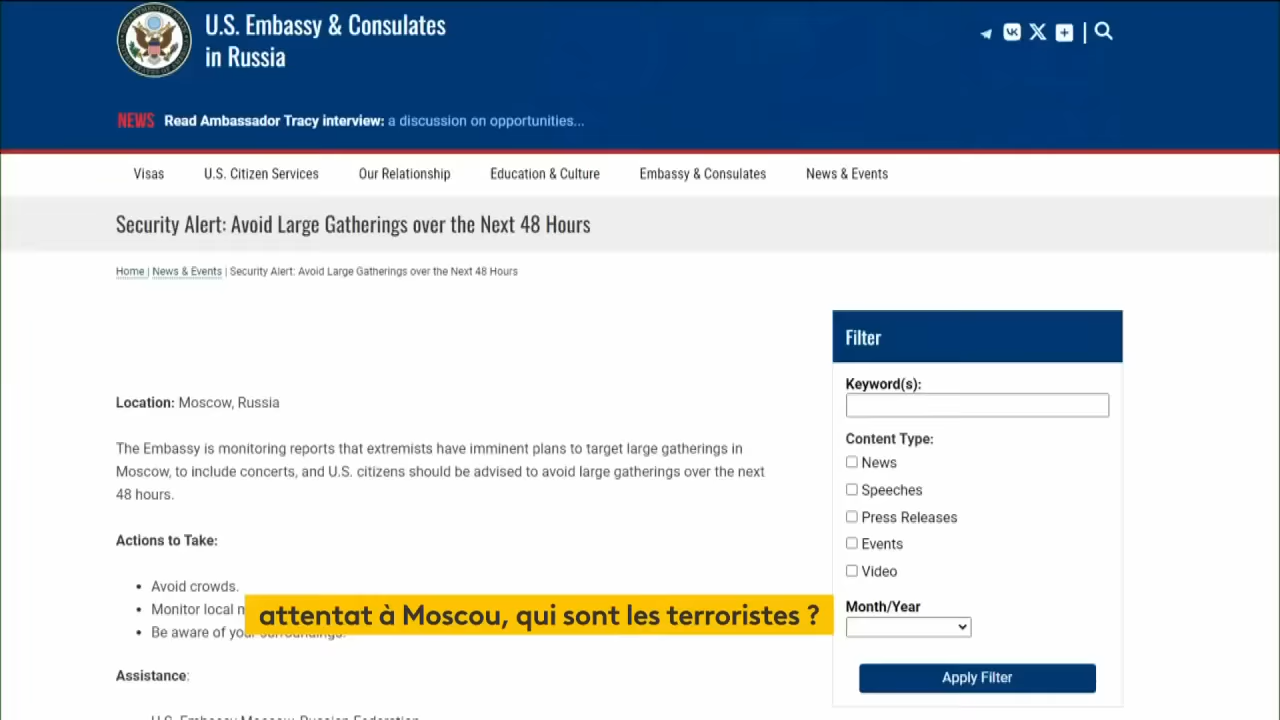 U.S. Embassy & Consulates
in Russia
NEWS Read Ambassador Tracy interview: a discussion on opportunities...
Visas U.S. Citizen Services Our Relationship Education & Culture Embassy & Consulates News & Events
Security Alert: Avoid Large Gatherings over the Next 48 Hours
Home | News & Events | Security Alert: Avoid Large Gatherings over the Next 48 Hours
Location: Moscow, Russia
The Embassy is monitoring reports that extremists have imminent plans to target large gatherings in
Moscow, to include concerts, and U.S. citizens should be advised to avoid large gatherings over the next
48 hours.
Actions to Take:
• Avoid crowds.
• Monitor local
• Be aware of your surroundings.
attentat à Moscou, qui sont les terroristes ?
Assistance:
U.S. Embassy Moscow, Russian Federation
Filter
Keyword(s):
Content Type:
News
Speeches
Press Releases
Events
Video
Month/Year
Apply Filter